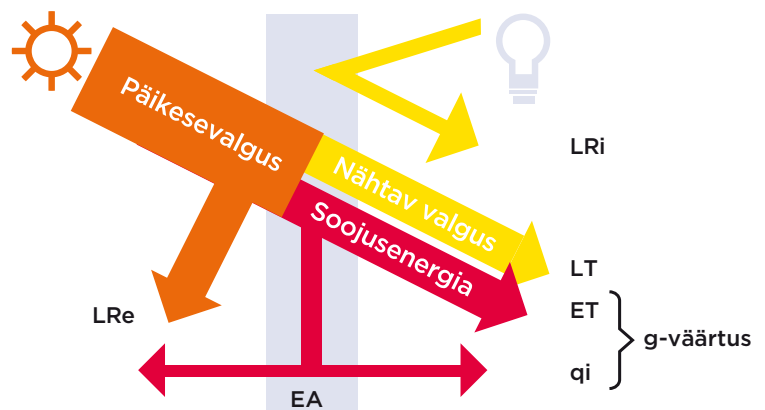 Päikesevalgus
Nähtav valgus
Soojusenergia
LRi
LT
ET
g-väärtus
qi
LRe
EA